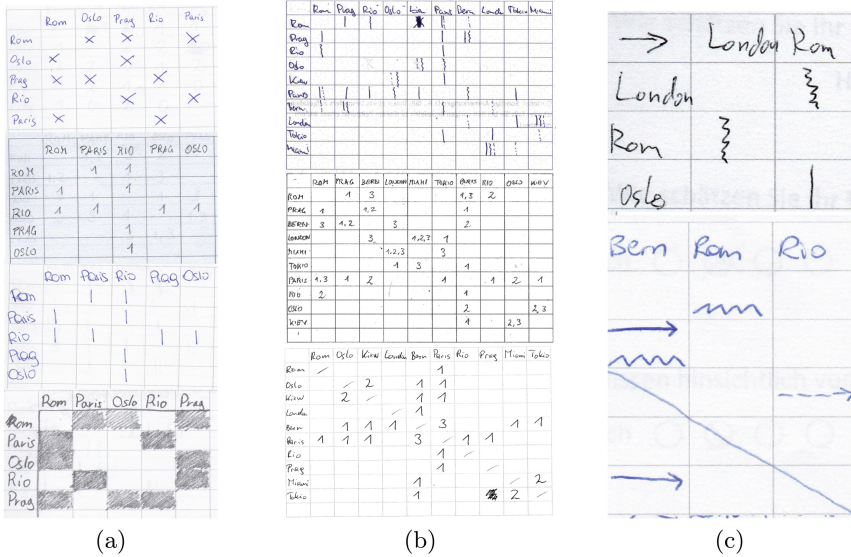 Rom Oslo Prag Rio Paris
Rom X X X
Oslo X X
Prag X X X
Rio X X
Paris X X
ROM PARIS RIO PRAG OSLO
ROM 1 1
PARIS 1 1
RIO 1 1 1 1
PRAG 1
OSLO 1
Rom Paris Rio Prag Oslo
Rom | |
Paris | |
Rio | | | |
Prag |
Oslo |
Rom Paris Oslo Rio Prag
Rom
Paris
Oslo
Rio
Prag
(a)
Rom Prag Rio Oslo Paris Bern Tokio Miami
Rom
Prag
Rio
Oslo
Kiew
Paris
Bern
London
Tokio
Miami
ROM PRAG BERN LONDON MIAMI TOKIO PARIS RIO OSLO KIEV
ROM 1 3 1,3 2
PRAG 1 1,2 1
BERN 3 1,2 3 2
LONDON 3 1,2,3 1
MIAMI 1,2,3 3
TOKIO 1 3 1
PARIS 1,3 1 2 1 1 2 1
RIO 2 1
OSLO 2 2,3
KIEV 1 2,3
Rom Oslo Kiew London Bern Paris Rio Prag Miami Tokio
Rom 1
Oslo 2 1 1
Kiew 2 1 1
London 1
Bern 1 1 1 3 1 1
Paris 1 1 1 3 1 1
Rio 1
Prag 1
Miami 1 2
Tokio 1 2
(b)
→ London Rom
London
Rom
Oslo |
Bern Rom Rio
(c)